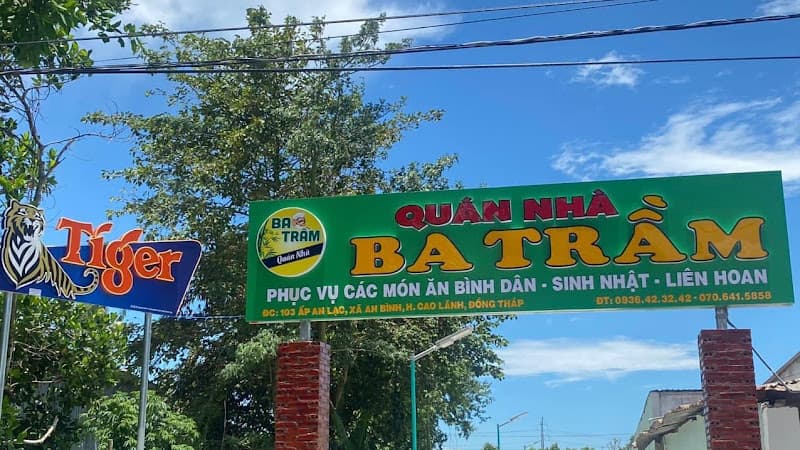 Tiger
BA
TRẦM
Quán Nhà
QUÁN NHÀ
BA TRẦM
PHỤC VỤ CÁC MÓN ĂN BÌNH DÂN - SINH NHẬT - LIÊN HOAN
ĐC: 103 ẤP AN LẠC, XÃ AN BÌNH, H. CAO LÃNH, ĐỒNG THÁP
ĐT: 0936.42.32.42 - 070.641.5858